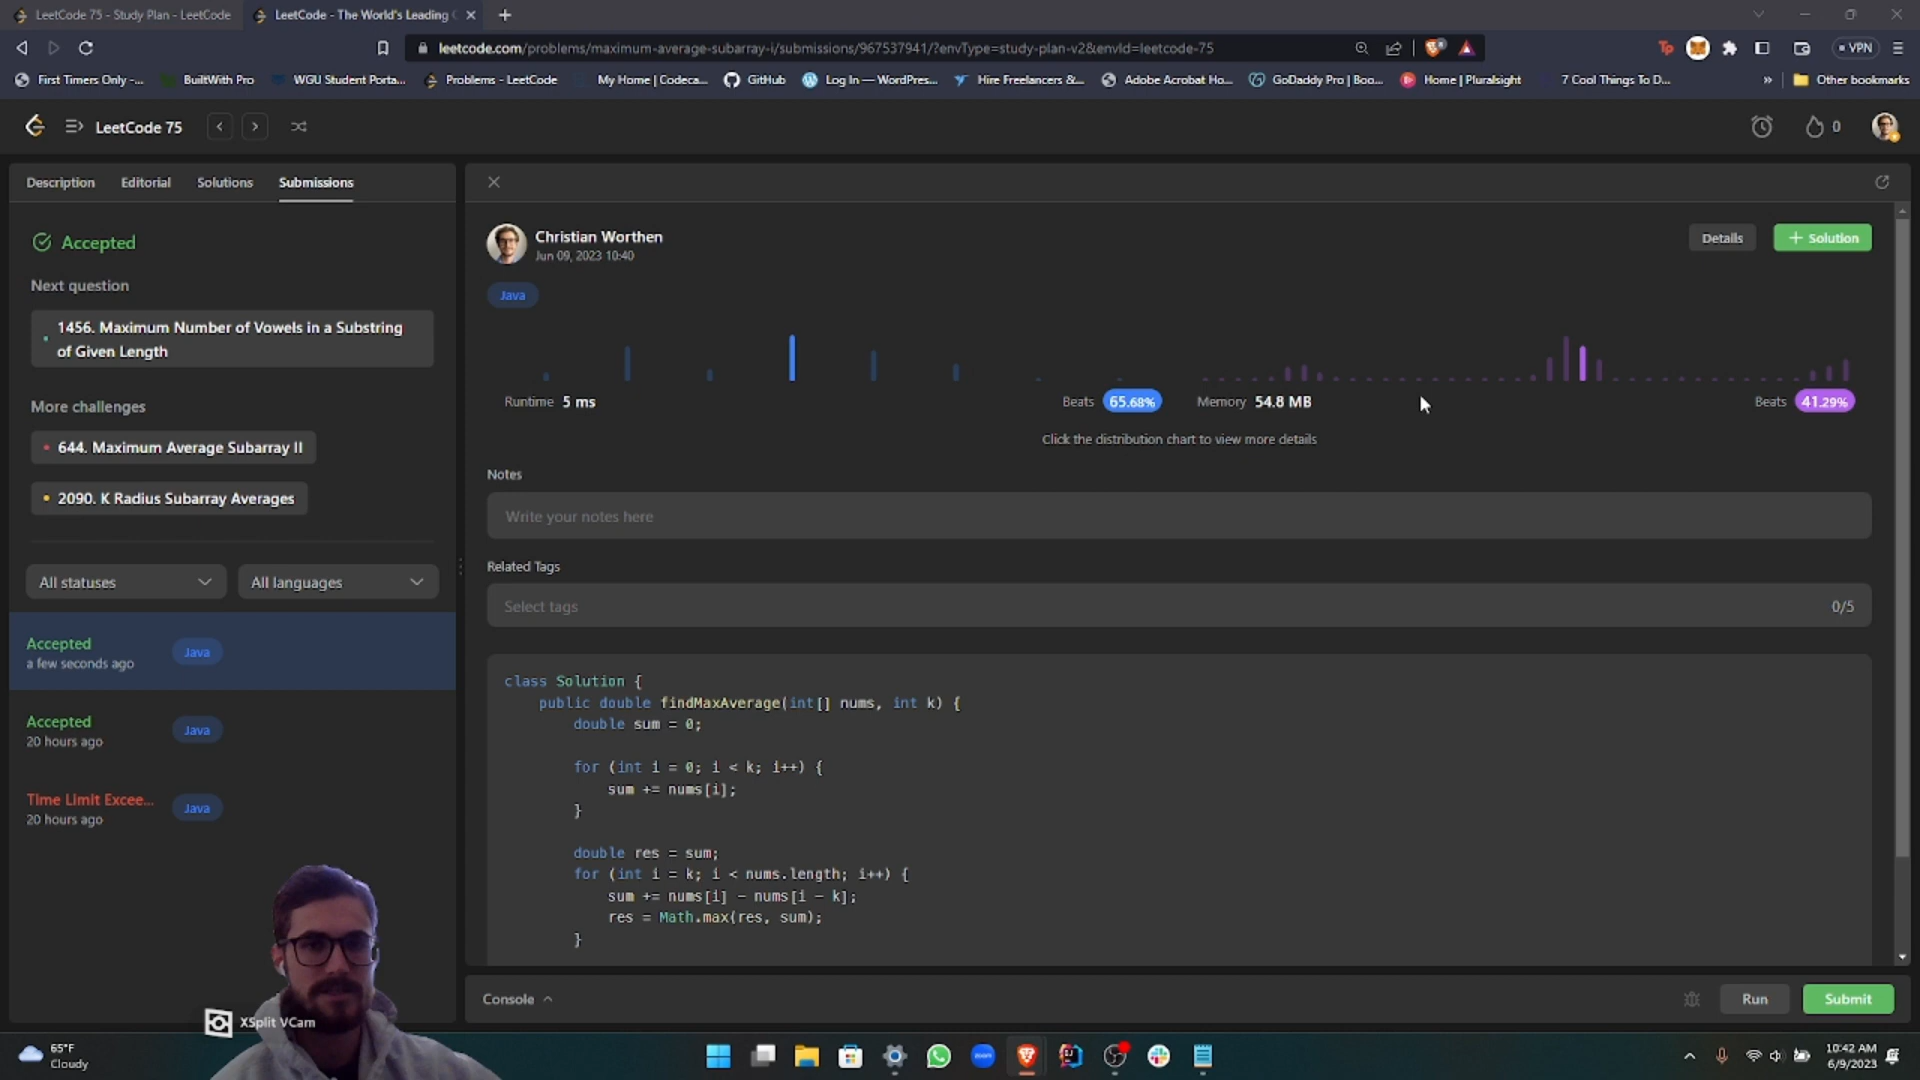 LeetCode 75 - Study Plan - LeetCode
LeetCode - The World's Leading
leetcode.com/problems/maximum-average-subarray-i/submissions/967537941/?envType=study-plan-v2&envId=leetcode-75
VPN
First Timers Only -...
BuiltWith Pro
WGU Student Porta...
Problems - LeetCode
My Home | Codeca...
GitHub
Log In — WordPres...
Hire Freelancers &...
Adobe Acrobat Ho...
GoDaddy Pro | Boo...
Home | Pluralsight
7 Cool Things To D...
»
Other bookmarks
LeetCode 75
0
Description
Editorial
Solutions
Submissions
Accepted
Next question
1456. Maximum Number of Vowels in a Substring
of Given Length
More challenges
644. Maximum Average Subarray II
2090. K Radius Subarray Averages
All statuses
All languages
Accepted
a few seconds ago
Java
Accepted
20 hours ago
Java
Time Limit Excee...
20 hours ago
Java
XSplit VCam
Christian Worthen
Jun 09, 2023 10:40
Details
+ Solution
Java
Runtime 5 ms
Beats 65.68%
Memory 54.8 MB
Beats 41.29%
Click the distribution chart to view more details
Notes
Write your notes here
Related Tags
Select tags
0/5
class Solution {
public double findMaxAverage(int[] nums, int k) {
double sum = 0;
for (int i = 0; i < k; i++) {
sum += nums[i];
}
double res = sum;
for (int i = k; i < nums.length; i++) {
sum += nums[i] - nums[i - k];
res = Math.max(res, sum);
}
Console
Run
Submit
65°F
Cloudy
zoom
10:42 AM
6/9/2023